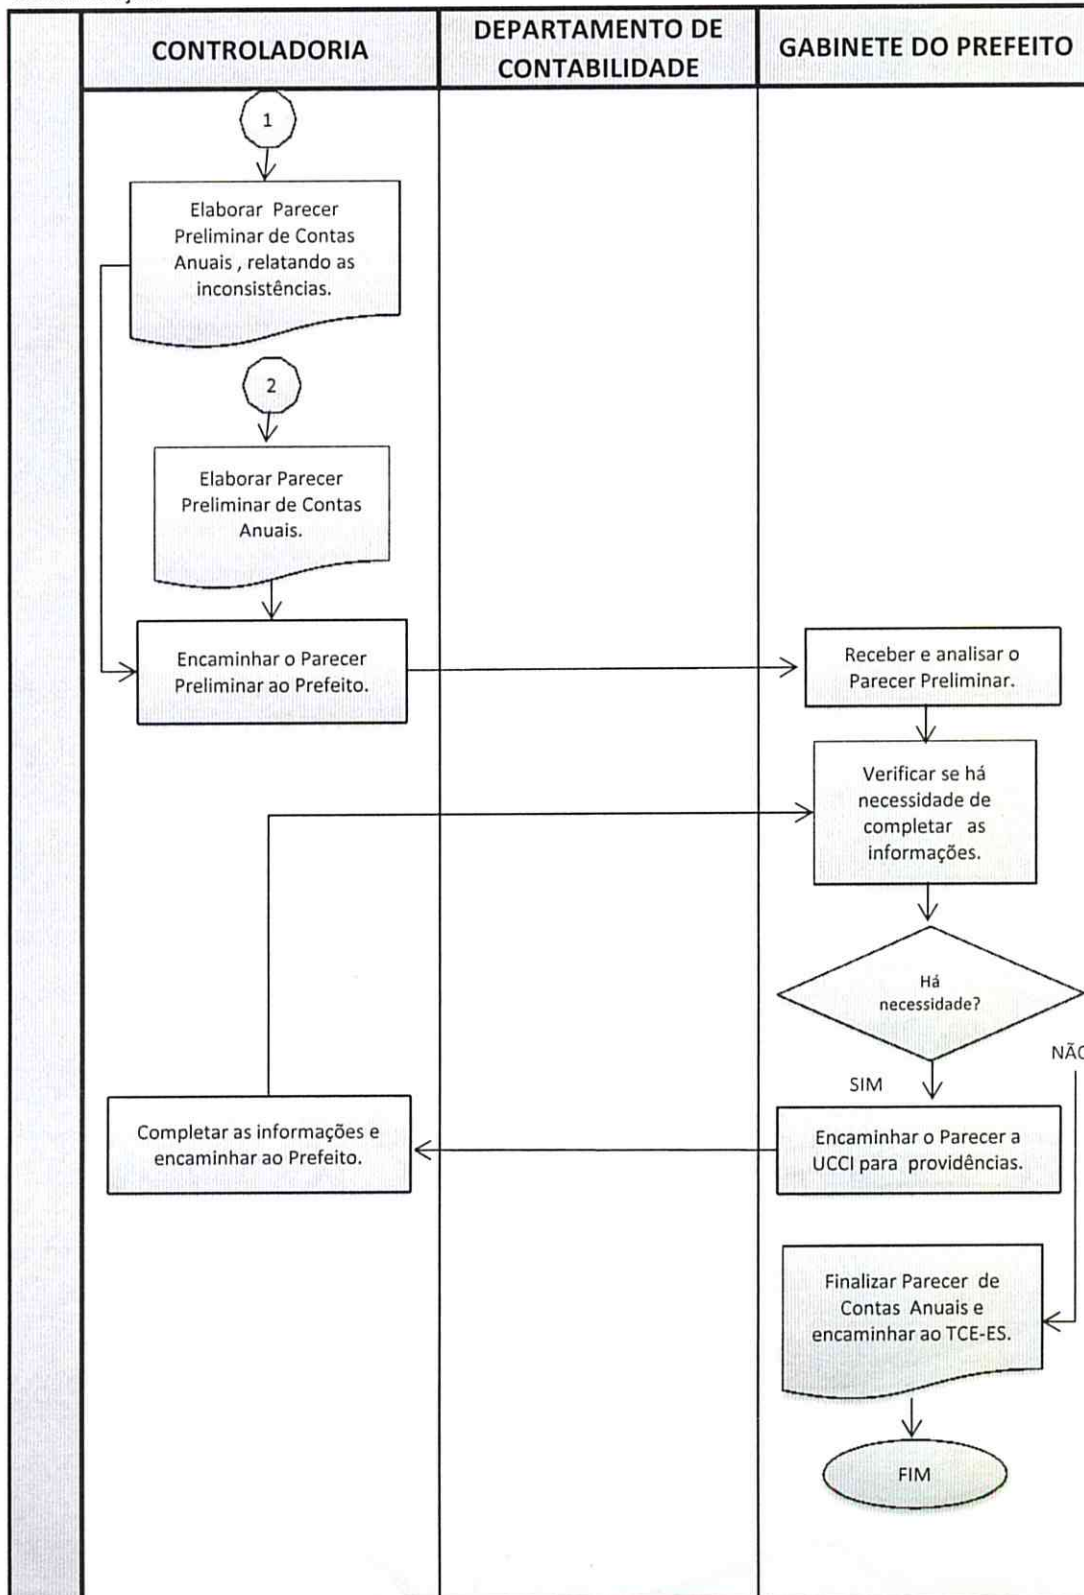 CONTROLADORIA
DEPARTAMENTO DE
CONTABILIDADE
GABINETE DO PREFEITO
1
Elaborar Parecer
Preliminar de Contas
Anuais , relatando as
inconsistências.
2
Elaborar Parecer
Preliminar de Contas
Anuais.
Encaminhar o Parecer
Preliminar ao Prefeito.
Receber e analisar o
Parecer Preliminar.
Verificar se há
necessidade de
completar as
informações.
Há
necessidade?
NÃO
SIM
Completar as informações e
encaminhar ao Prefeito.
Encaminhar o Parecer a
UCCI para providências.
Finalizar Parecer de
Contas Anuais e
encaminhar ao TCE-ES.
FIM